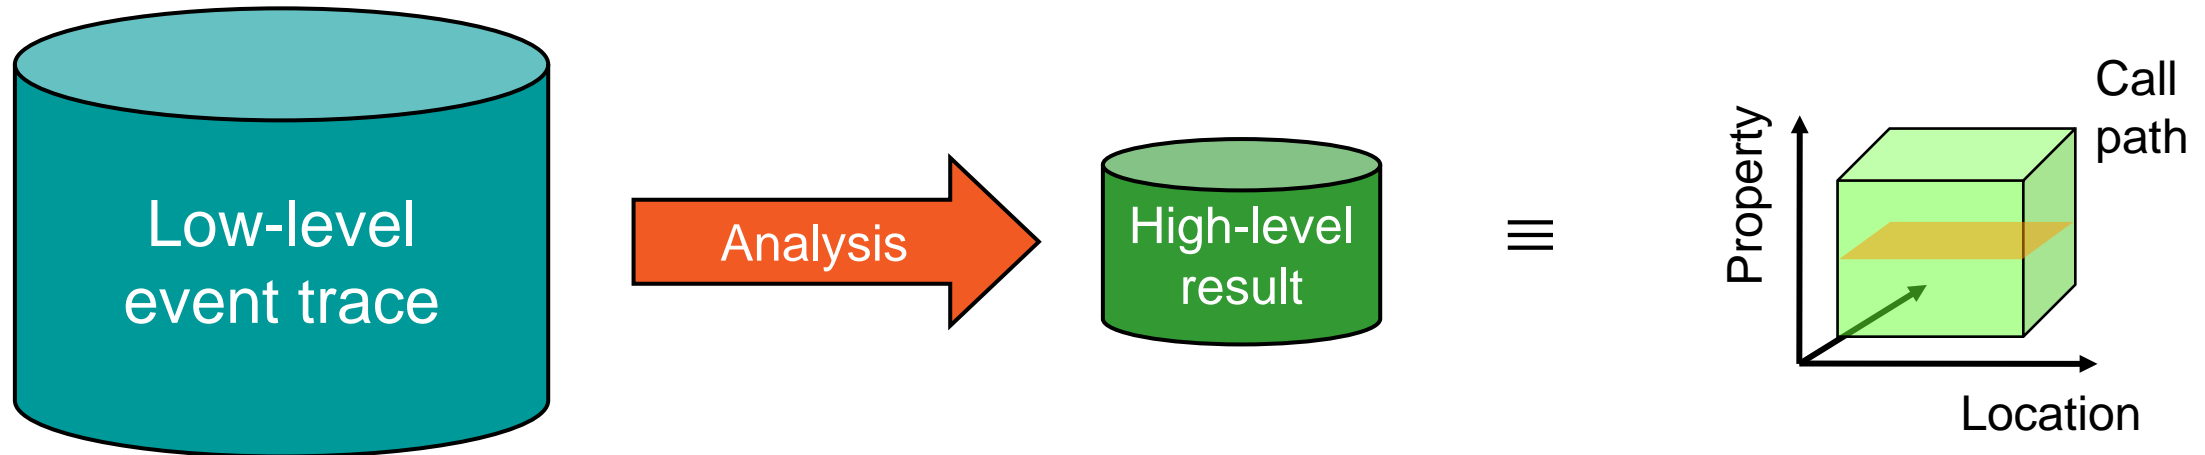 Low-level
event trace
Analysis
High-level
result
≡
Property
Call
path
Location